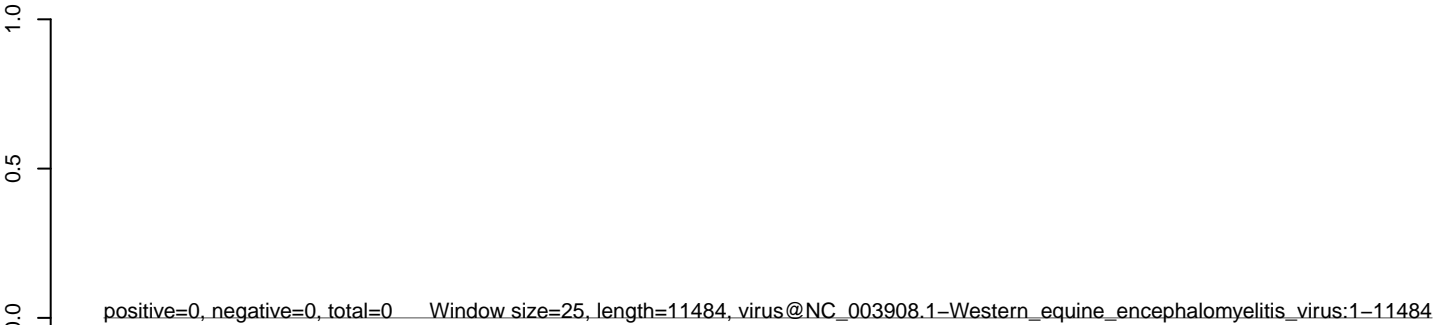 1.0
0.5
0.0
positive=0, negative=0, total=0 Window size=25, length=11484, virus@NC_003908.1−Western_equine_encephalomyelitis_virus:1−11484